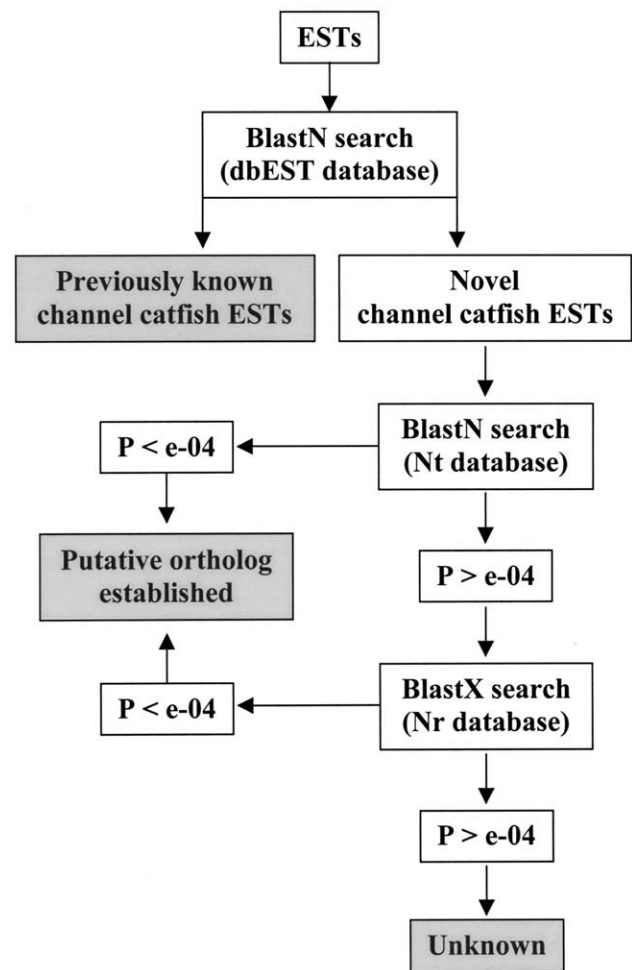 ESTs
BlastN search
(dbEST database)
Previously known
channel catfish ESTs
Novel
channel catfish ESTs
BlastN search
(Nt database)
P < e-04
Putative ortholog
established
P > e-04
BlastX search
(Nr database)
P < e-04
P > e-04
Unknown